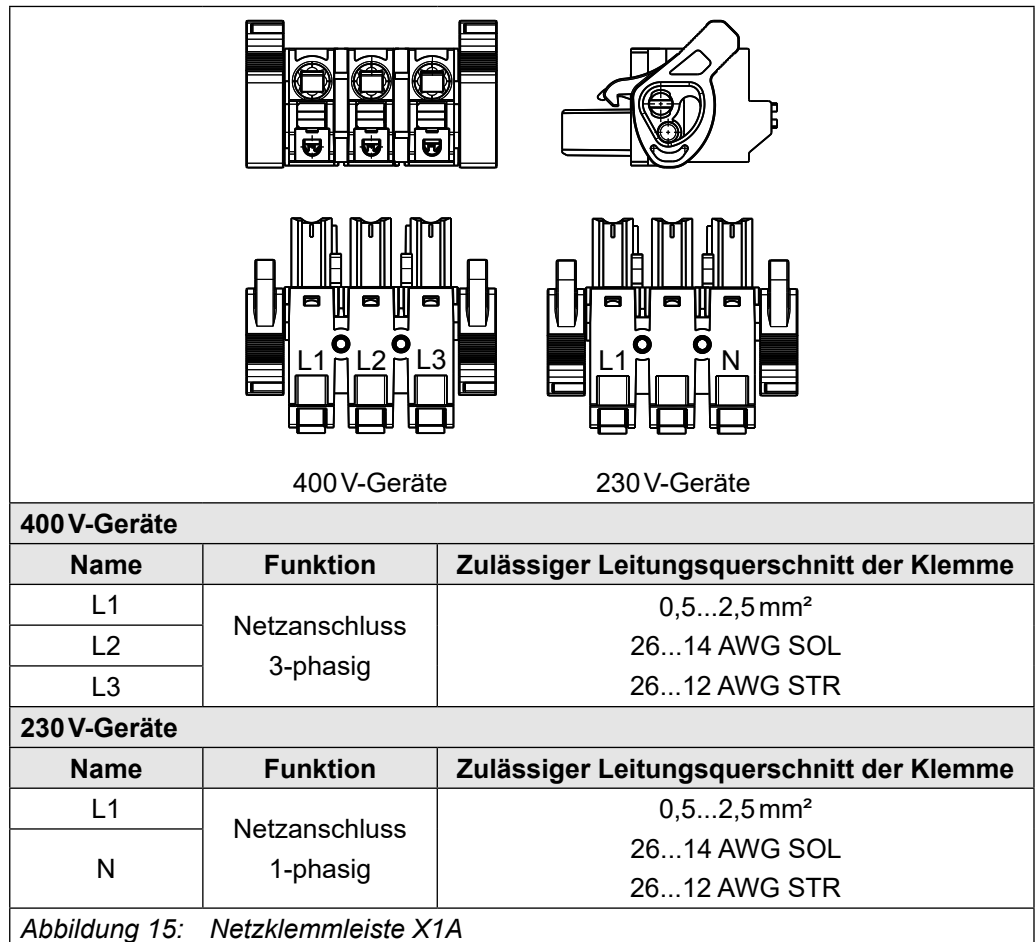 L1 L2 L3 L1 N
400 V-Geräte 230 V-Geräte
400 V-Geräte
Name Funktion Zulässiger Leitungsquerschnitt der Klemme
L1
L2
L3
Netzanschluss
3-phasig
0,5...2,5 mm²
26...14 AWG SOL
26...12 AWG STR
230 V-Geräte
Name Funktion Zulässiger Leitungsquerschnitt der Klemme
L1
N
Netzanschluss
1-phasig
0,5...2,5 mm²
26...14 AWG SOL
26...12 AWG STR
Abbildung 15: Netzklemmleiste X1A